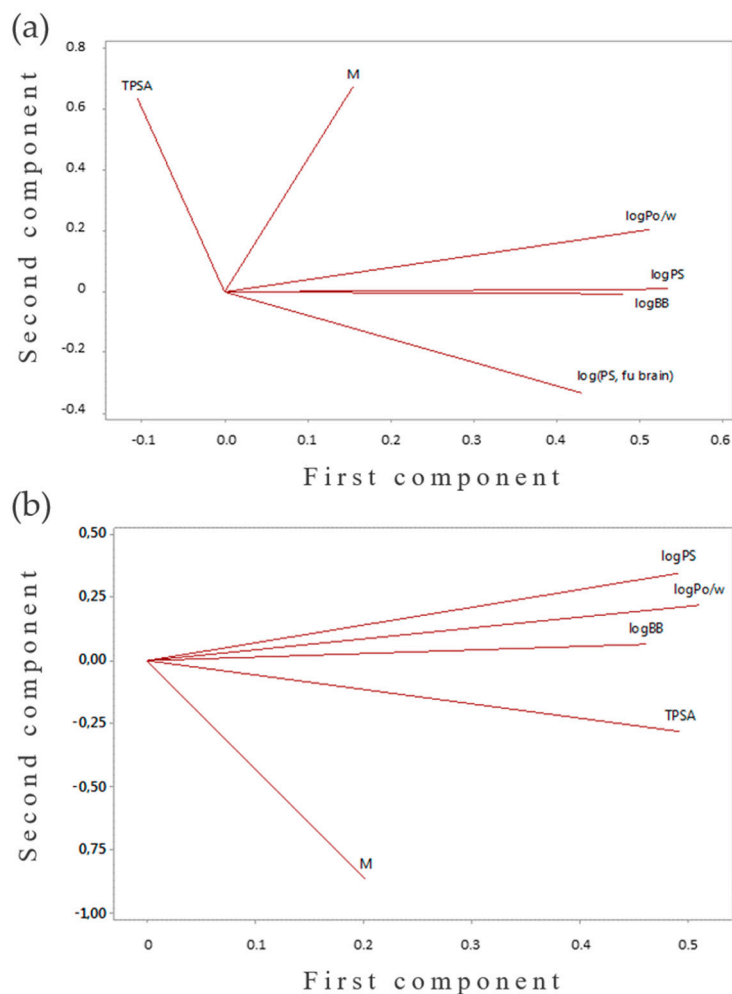 (a)
0.8
0.6
0.4
0.2
0
-0.2
-0.4
TPSA
M
logPo/w
logPS
logBB
log(PS, fu brain)
-0.1 0.0 0.1 0.2 0.3 0.4 0.5 0.6
Second component
First component
(b)
0,50
0,25
0,00
-0,25
-0,50
0,75
-1,00
logPS
logPo/w
logBB
TPSA
M
0 0.1 0.2 0.3 0.4 0.5
Second component
First component